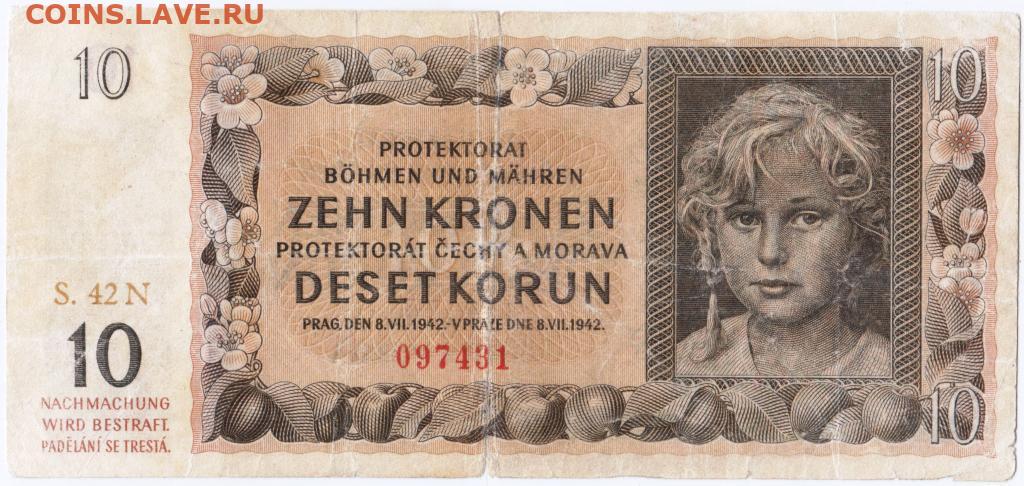 COINS.LAVE.RU
10
10
PROTEKTORAT
BÖHMEN UND MÄHREN
ZEHN KRONEN
PROTEKTORÁT ČECHY A MORAVA
DESET KORUN
PRAG, DEN 8.VII.1942.-V PRAZE DNE 8.VII.1942.
097431
S. 42 N
10
NACHMACHUNG
WIRD BESTRAFT.
PADĚLÁNÍ SE TRESTÁ.
10